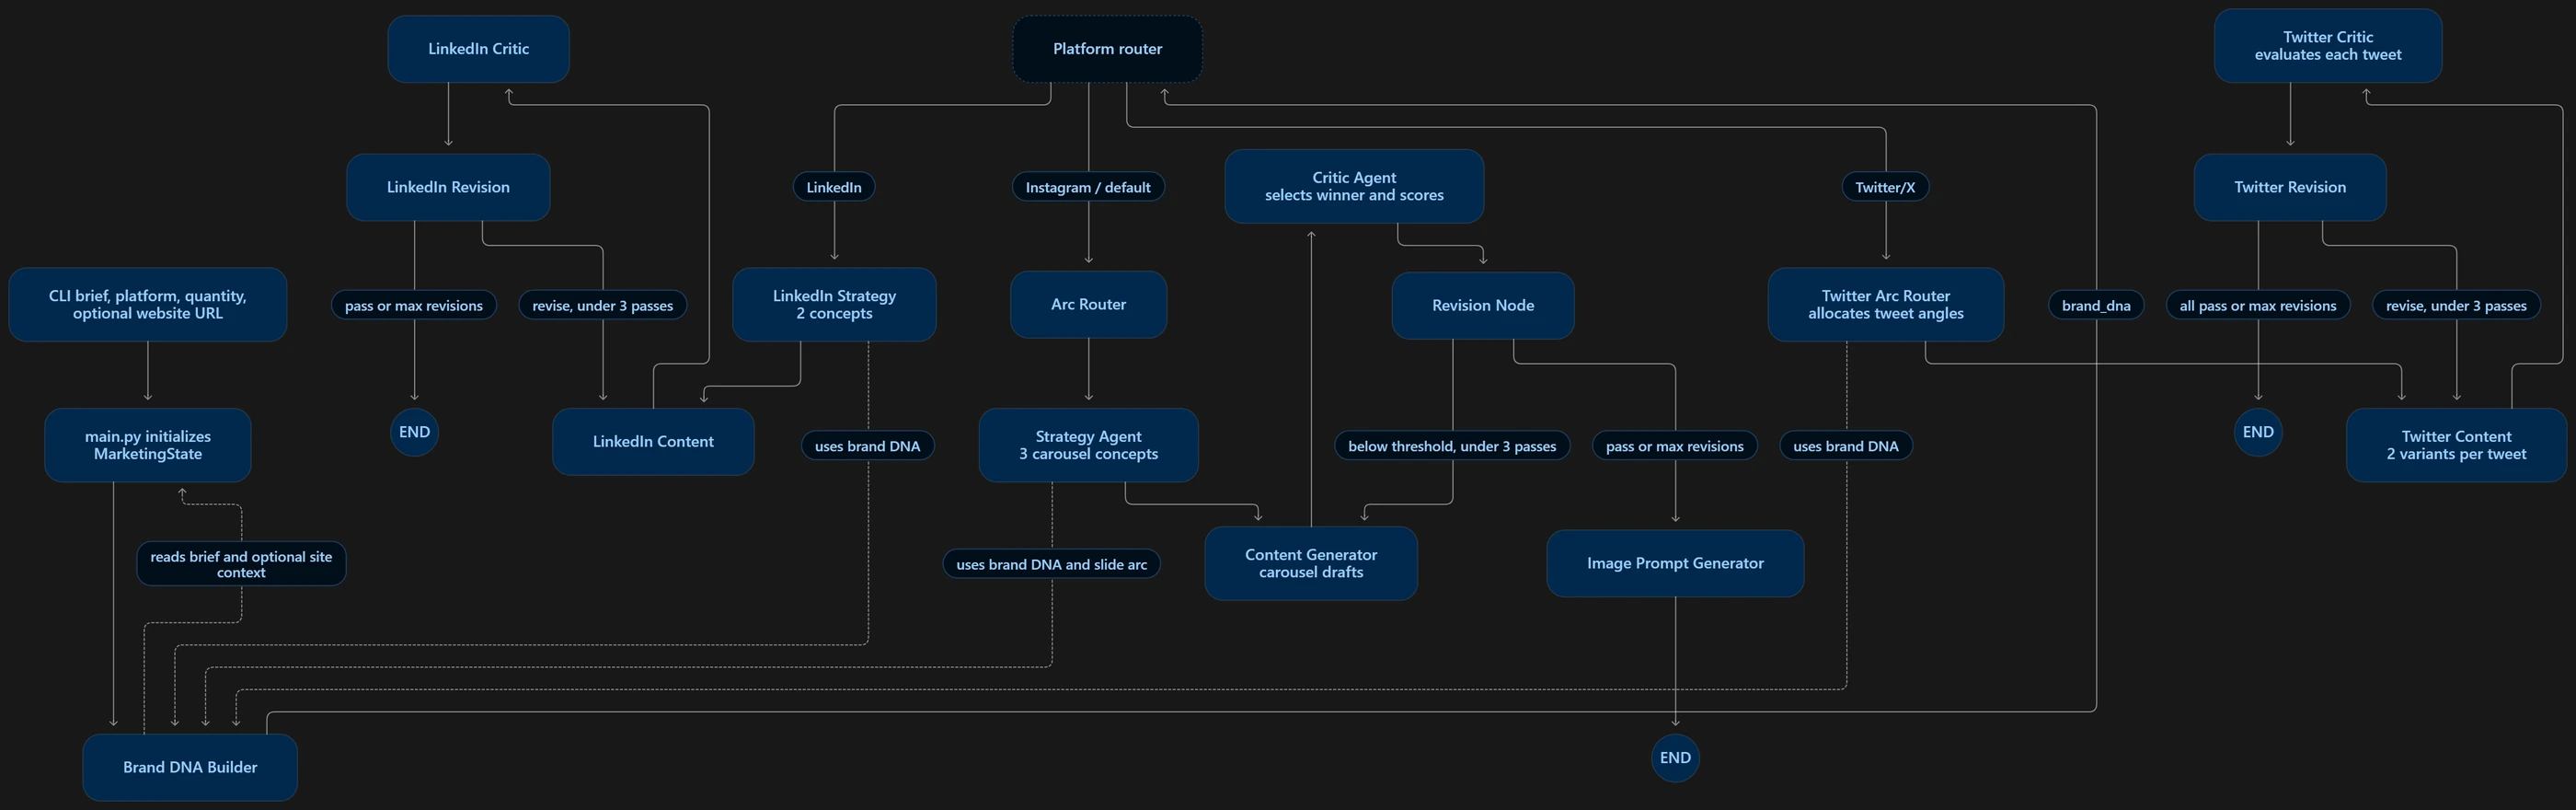 LinkedIn Critic
Platform router
Twitter Critic
evaluates each tweet
LinkedIn Revision
LinkedIn
Instagram / default
Critic Agent
selects winner and scores
Twitter/X
Twitter Revision
CLI brief, platform, quantity,
optional website URL
pass or max revisions
revise, under 3 passes
LinkedIn Strategy
2 concepts
Arc Router
Revision Node
Twitter Arc Router
allocates tweet angles
brand_dna
all pass or max revisions
revise, under 3 passes
main.py initializes
MarketingState
END
LinkedIn Content
uses brand DNA
Strategy Agent
3 carousel concepts
below threshold, under 3 passes
pass or max revisions
uses brand DNA
END
Twitter Content
2 variants per tweet
reads brief and optional site
context
uses brand DNA and slide arc
Content Generator
carousel drafts
Image Prompt Generator
Brand DNA Builder
END